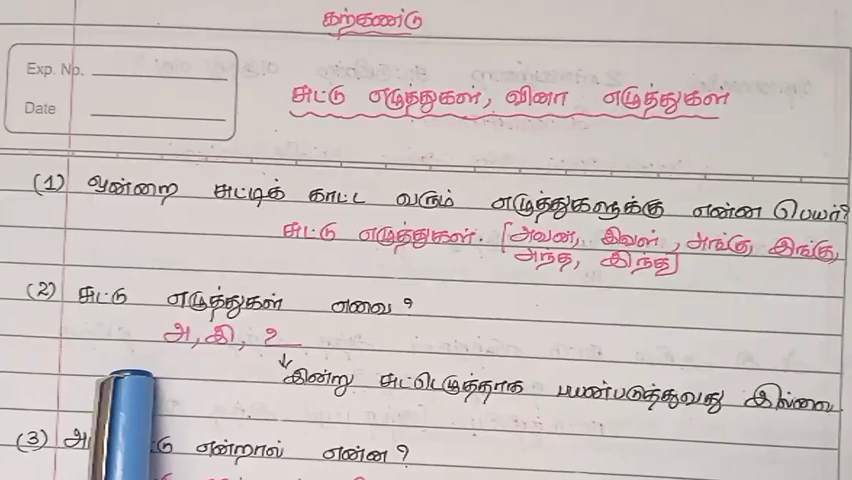 கற்கண்டு
Exp. No.
Date
சுட்டு எழுத்துகள், வினா எழுத்துகள்
(1) ஒன்றை சுட்டிக் காட்ட வரும் எழுத்துகளுக்கு என்ன பெயர்?
சுட்டு எழுத்துகள். [அவன், இவள், அங்கு, இங்கு,
அந்த, இந்த]
(2) சுட்டு எழுத்துகள் எவை?
அ, இ, உ
இன்று சுட்டெழுத்தாக பயன்படுத்துவது இல்லை.
(3) என்றால் என்ன?